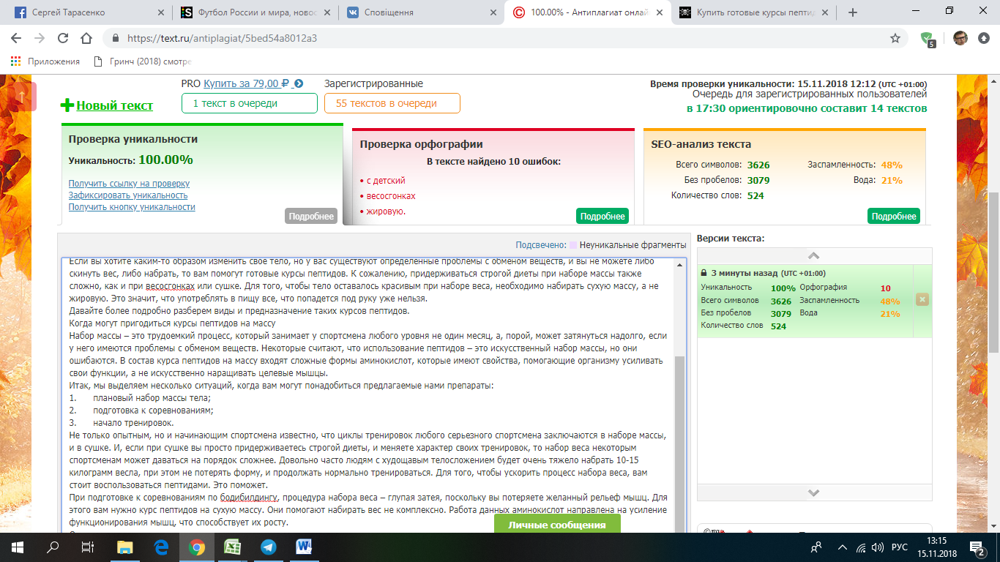 Сергей Тарасенко
Футбол России и мира, новос
Сповіщення
100.00% - Антиплагиат онлай
Купить готовые курсы пептид
https://text.ru/antiplagiat/5bed54a8012a3
5
Приложения
Гринч (2018) смотре
PRO Купить за 79,00 ₽
Зарегистрированные
Новый текст
1 текст в очереди
55 текстов в очереди
Время проверки уникальности: 15.11.2018 12:12 (UTC +01:00)
Очередь для зарегистрированных пользователей
в 17:30 ориентировочно составит 14 текстов
Проверка уникальности
Уникальность: 100.00%
Получить ссылку на проверку
Зафиксировать уникальность
Получить кнопку уникальности
Подробнее
Проверка орфографии
В тексте найдено 10 ошибок:
• с детский
• весосгонках
• жировую.
Подробнее
SEO-анализ текста
Всего символов: 3626 Заспамленность: 48%
Без пробелов: 3079 Вода: 21%
Количество слов: 524
Подробнее
Подсвечено: Неуникальные фрагменты
Если вы хотите каким-то образом изменить свое тело, но у вас существуют определенные проблемы с обменом веществ, и вы не можете либо
скинуть вес, либо набрать, то вам помогут готовые курсы пептидов. К сожалению, придерживаться строгой диеты при наборе массы также
сложно, как и при весосгонках или сушке. Для того, чтобы тело оставалось красивым при наборе веса, необходимо набирать сухую массу, а не
жировую. Это значит, что употреблять в пищу все, что попадется под руку уже нельзя.
Давайте более подробно разберем виды и предназначение таких курсов пептидов.
Когда могут пригодиться курсы пептидов на массу
Набор массы – это трудоемкий процесс, который занимает у спортсмена любого уровня не один месяц, а, порой, может затянуться надолго, если
у него имеются проблемы с обменом веществ. Некоторые считают, что использование пептидов – это искусственный набор массы, но они
ошибаются. В состав курса пептидов на массу входят сложные формы аминокислот, которые имеют свойства, помогающие организму усиливать
свои функции, а не искусственно наращивать целевые мышцы.
Итак, мы выделяем несколько ситуаций, когда вам могут понадобиться предлагаемые нами препараты:
1. плановый набор массы тела;
2. подготовка к соревнованиям;
3. начало тренировок.
Не только опытным, но и начинающим спортсмена известно, что циклы тренировок любого серьезного спортсмена заключаются в наборе массы,
и в сушке. И, если при сушке вы просто придерживаетесь строгой диеты, и меняете характер своих тренировок, то набор веса некоторым
спортсменам может даваться на порядок сложнее. Довольно часто людям с худощавым телосложением будет очень тяжело набрать 10-15
килограмм весла, при этом не потерять форму, и продолжать нормально тренироваться. Для того, чтобы ускорить процесс набора веса, вам
стоит воспользоваться пептидами. Это поможет.
При подготовке к соревнованиям по бодибилдингу, процедура набора веса – глупая затея, поскольку вы потеряете желанный рельеф мышц. Для
этого вам нужно курс пептидов на сухую массу. Они помогают набирать вес не комплексно. Работа данных аминокислот направлена на усиление
функционирования мышц, что способствует их росту.
Версии текста:
3 минуты назад (UTC +01:00)
Уникальность 100% Орфография 10
Всего символов 3626 Заспамленность 48%
Без пробелов 3079 Вода 21%
Количество слов 524
Личные сообщения
РУС
13:15
15.11.2018
2